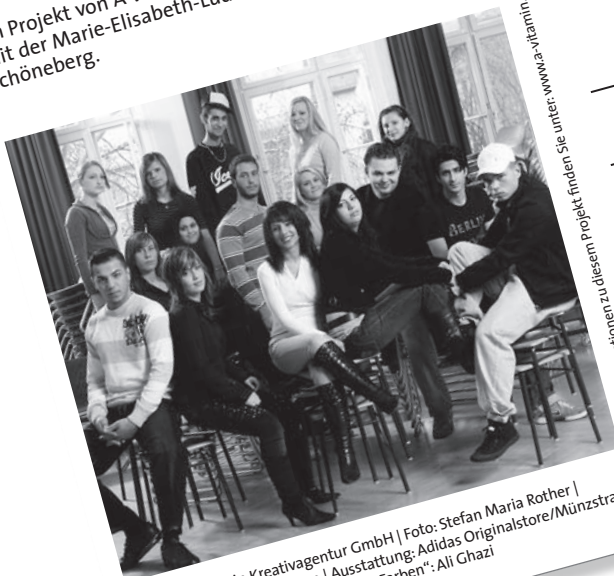 Projekt von A
it der Marie-Elisabeth-Lüd
chöneberg.
BERLIN
tionen zu diesem Projekt finden Sie unter: www.a-vitamin.
Kreativagentur GmbH | Foto: Stefan Maria Rother |
| Ausstattung: Adidas Originalstore/Münzstra
Farben“: Ali Ghazi